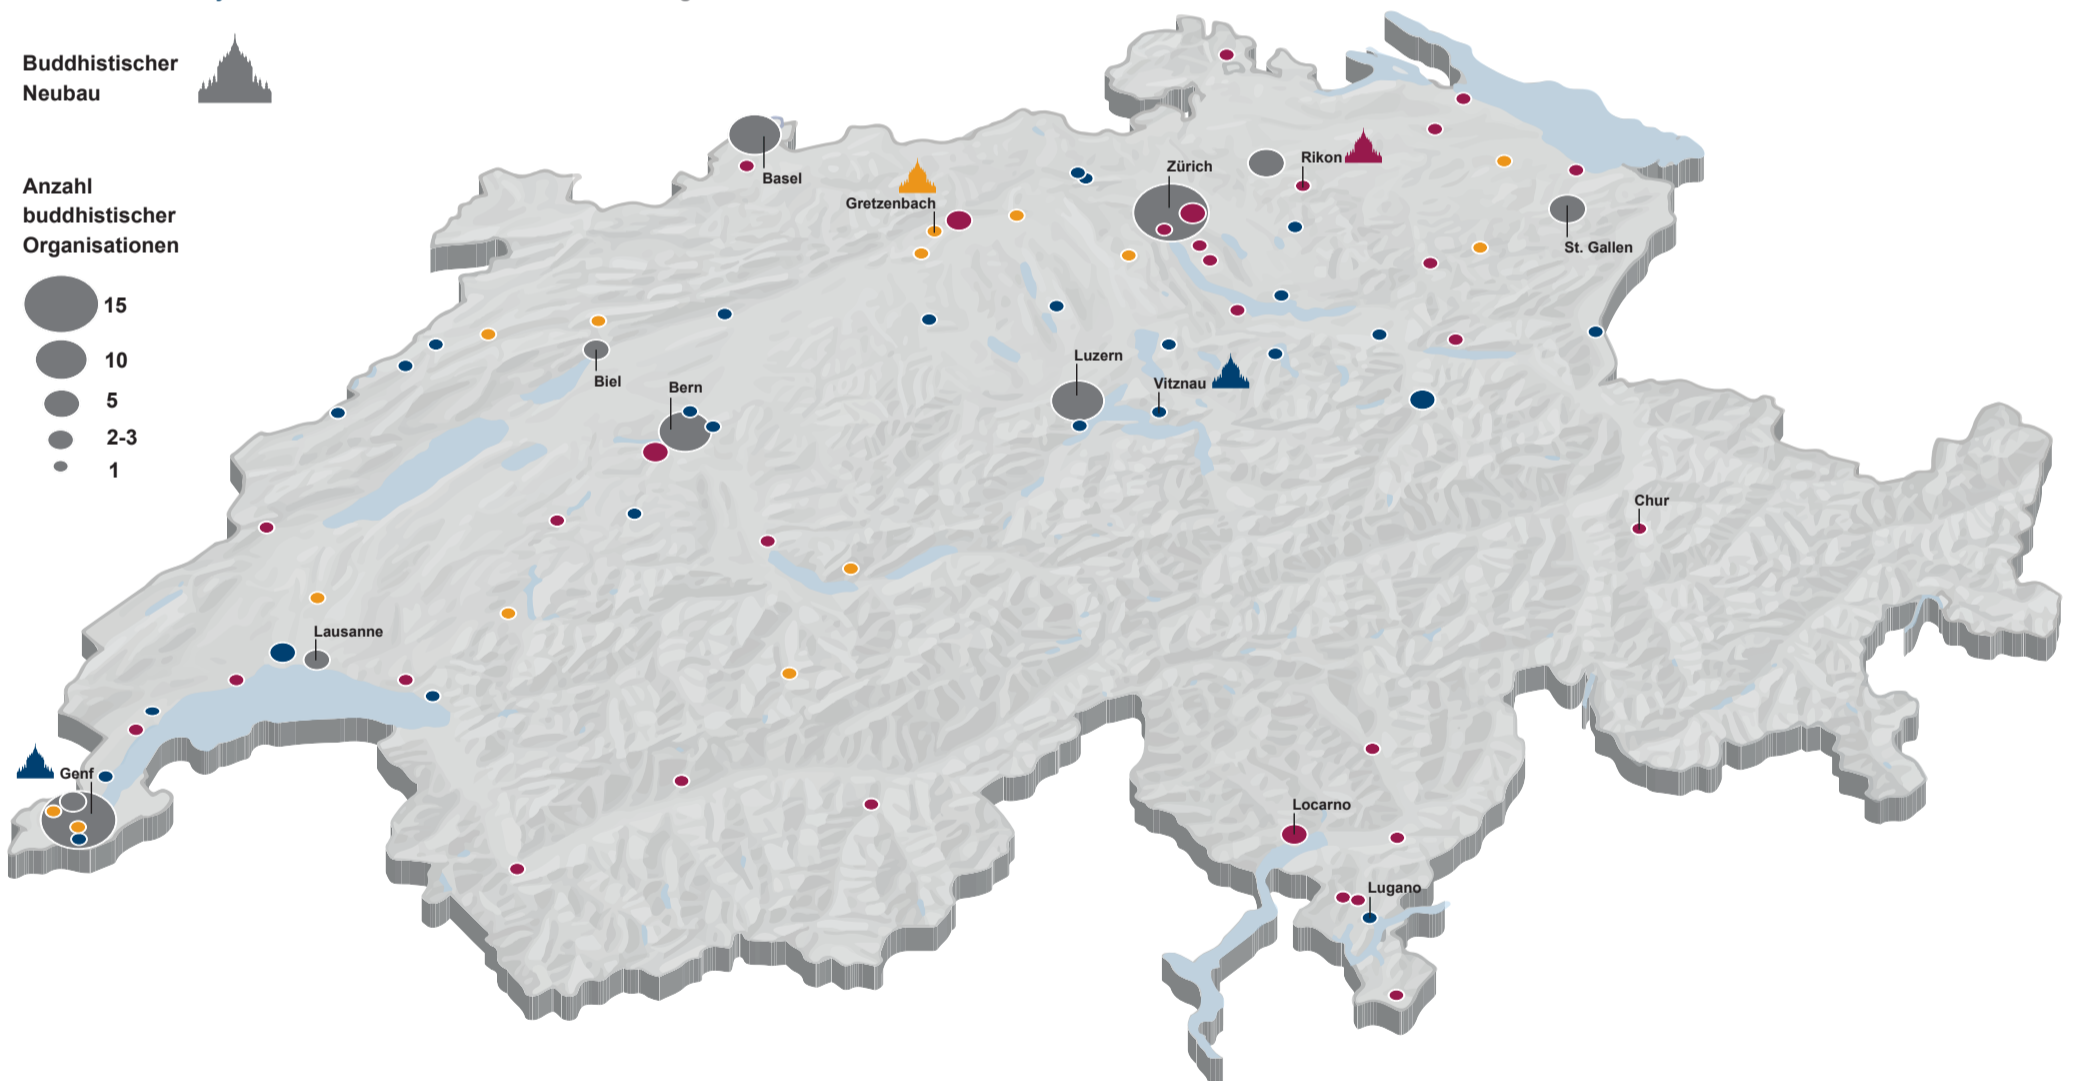 Buddhistischer
Neubau
Anzahl
buddhistischer
Organisationen
15
10
5
2-3
1
Basel
Gretzenbach
Zürich
Rikon
St. Gallen
Biel
Bern
Luzern
Vitznau
Chur
Lausanne
Genf
Locarno
Lugano